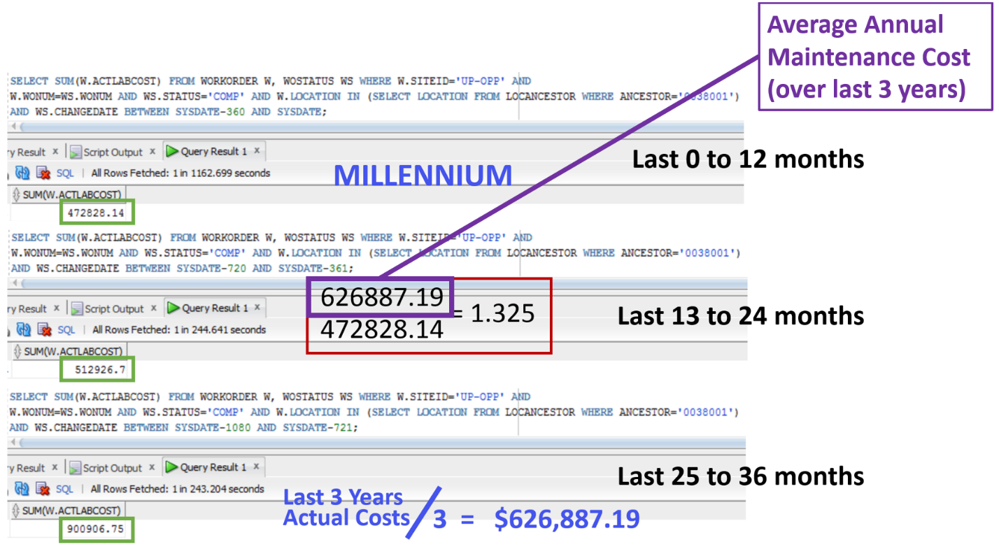 Average Annual
Maintenance Cost
(over last 3 years)
SELECT SUM(W.ACTLABCOST) FROM WORKORDER W, WOSTATUS WS WHERE W.SITEID='UP-OPP' AND
W.WONUM=WS.WONUM AND WS.STATUS='COMP' AND W.LOCATION IN (SELECT LOCATION FROM LOCANCESTOR WHERE ANCESTOR='0038001')
AND WS.CHANGEDATE BETWEEN SYSDATE-360 AND SYSDATE;
ry Result x Script Output x Query Result 1 x
Last 0 to 12 months
SQL | All Rows Fetched: 1 in 1162.699 seconds
MILLENNIUM
SUM(W.ACTLABCOST)
472828.14
SELECT SUM(W.ACTLABCOST) FROM WORKORDER W, WOSTATUS WS WHERE W.SITEID='UP-OPP' AND
W.WONUM=WS.WONUM AND WS.STATUS='COMP' AND W.LOCATION IN (SELECT LOCATION FROM LOCANCESTOR WHERE ANCESTOR='0038001')
AND WS.CHANGEDATE BETWEEN SYSDATE-720 AND SYSDATE-361;
626887.19
= 1.325
472828.14
ry Result x Script Output x Query Result 1 x
Last 13 to 24 months
SQL | All Rows Fetched: 1 in 244.641 seconds
SUM(W.ACTLABCOST)
512926.7
SELECT SUM(W.ACTLABCOST) FROM WORKORDER W, WOSTATUS WS WHERE W.SITEID='UP-OPP' AND
W.WONUM=WS.WONUM AND WS.STATUS='COMP' AND W.LOCATION IN (SELECT LOCATION FROM LOCANCESTOR WHERE ANCESTOR='0038001')
AND WS.CHANGEDATE BETWEEN SYSDATE-1080 AND SYSDATE-721;
y Result x Script Output x Query Result 1 x
Last 25 to 36 months
SQL | All Rows Fetched: 1 in 243.204 seconds
SUM(W.ACTLABCOST)
900906.75
Last 3 Years
Actual Costs / 3 = $626,887.19